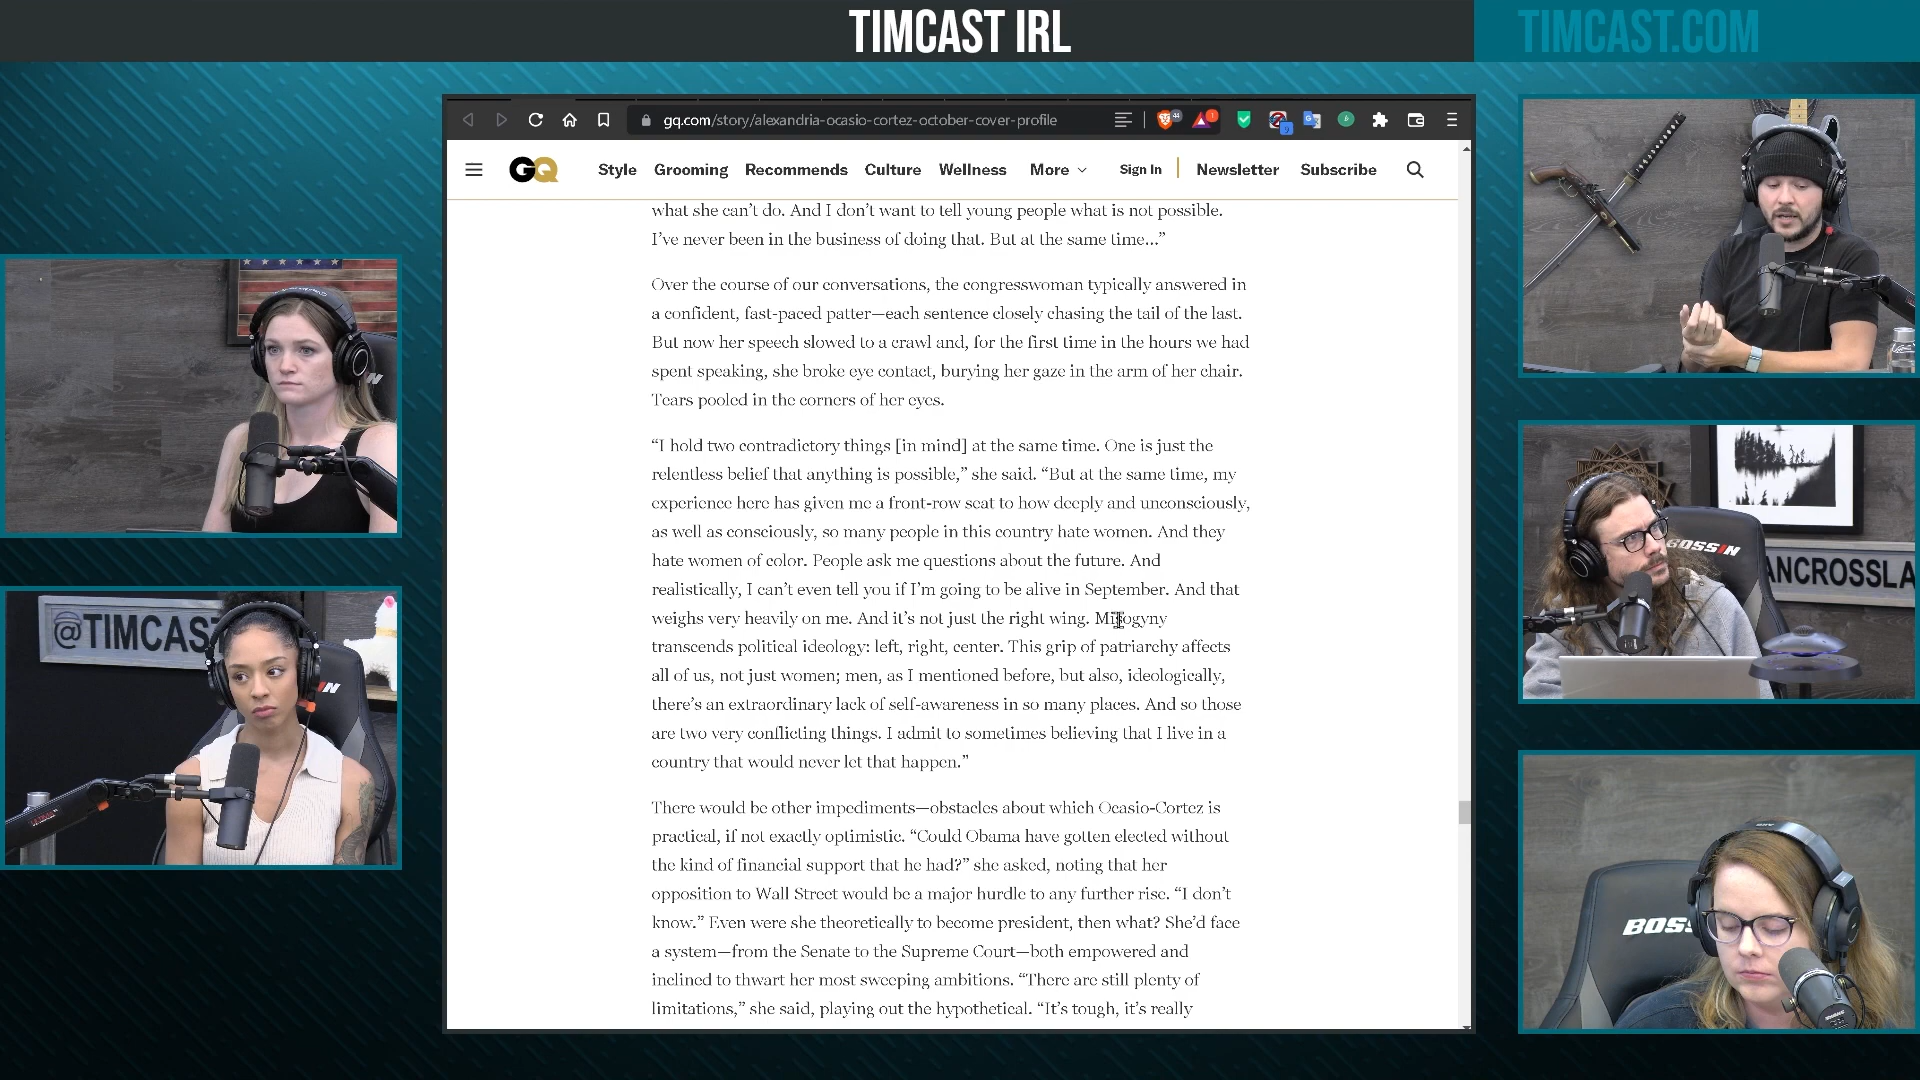 TIMCAST IRL
TIMCAST.COM
gq.com/story/alexandria-ocasio-cortez-october-cover-profile
44
1
GQ
Style
Grooming
Recommends
Culture
Wellness
More
Sign In
Newsletter
Subscribe
what she can’t do. And I don’t want to tell young people what is not possible.
I’ve never been in the business of doing that. But at the same time…”
Over the course of our conversations, the congresswoman typically answered in
a confident, fast-paced patter—each sentence closely chasing the tail of the last.
But now her speech slowed to a crawl and, for the first time in the hours we had
spent speaking, she broke eye contact, burying her gaze in the arm of her chair.
Tears pooled in the corners of her eyes.
“I hold two contradictory things [in mind] at the same time. One is just the
relentless belief that anything is possible,” she said. “But at the same time, my
experience here has given me a front-row seat to how deeply and unconsciously,
as well as consciously, so many people in this country hate women. And they
hate women of color. People ask me questions about the future. And
realistically, I can’t even tell you if I’m going to be alive in September. And that
weighs very heavily on me. And it’s not just the right wing. Misogyny
transcends political ideology: left, right, center. This grip of patriarchy affects
all of us, not just women; men, as I mentioned before, but also, ideologically,
there’s an extraordinary lack of self-awareness in so many places. And so those
are two very conflicting things. I admit to sometimes believing that I live in a
country that would never let that happen.”
There would be other impediments—obstacles about which Ocasio-Cortez is
practical, if not exactly optimistic. “Could Obama have gotten elected without
the kind of financial support that he had?” she asked, noting that her
opposition to Wall Street would be a major hurdle to any further rise. “I don’t
know.” Even were she theoretically to become president, then what? She’d face
a system—from the Senate to the Supreme Court—both empowered and
inclined to thwart her most sweeping ambitions. “There are still plenty of
limitations,” she said, playing out the hypothetical. “It’s tough, it’s really
@TIMCAST
BOSSIN
ANCROSSLA
BOSS